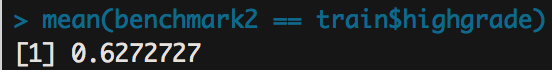 > mean(benchmark2 == train$highgrade)
[1] 0.6272727